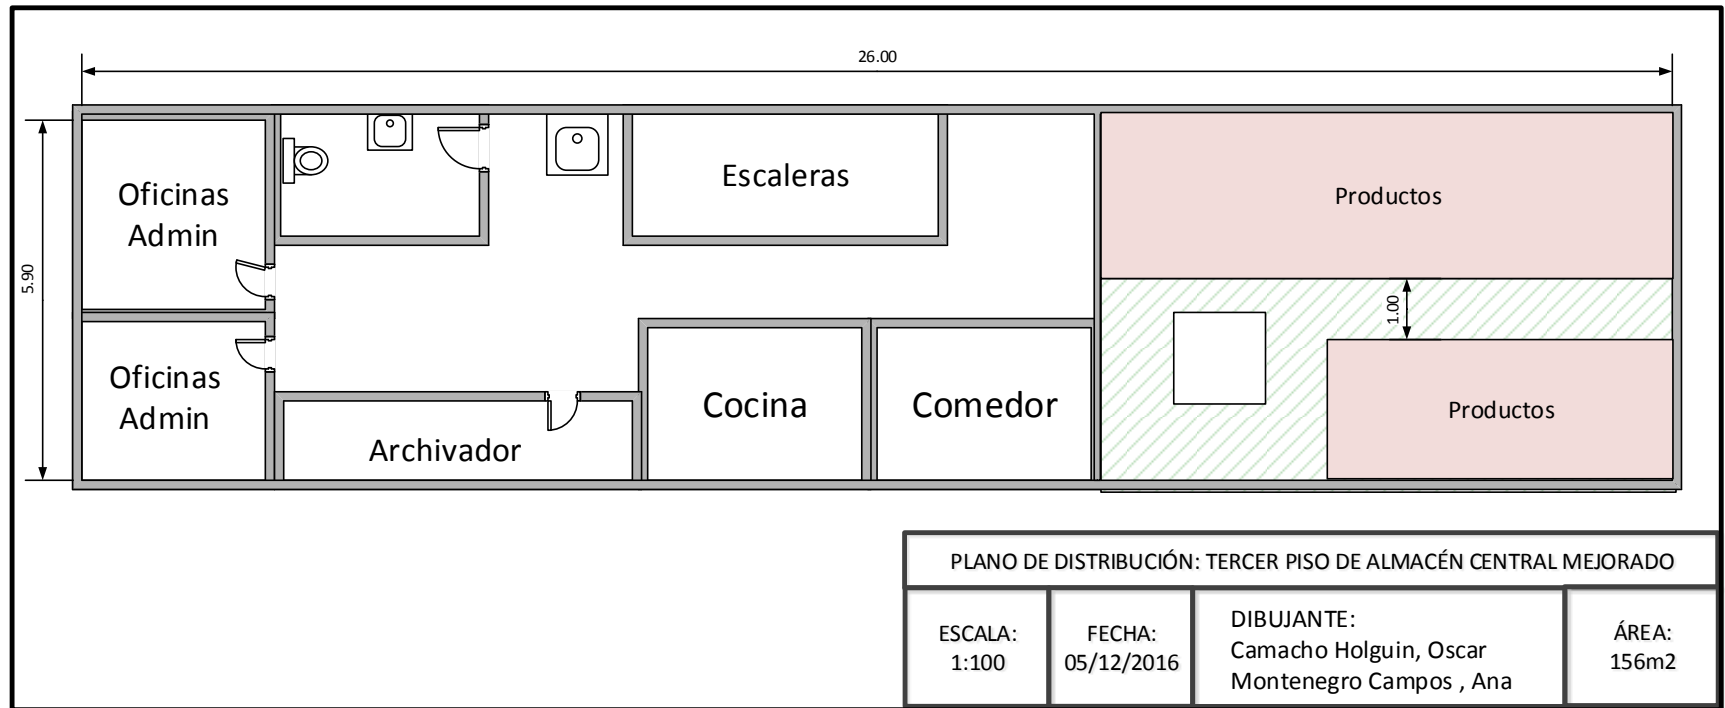 26.00
5.90
Oficinas
Admin
Escaleras
Productos
1.00
Oficinas
Admin
Archivador
Cocina
Comedor
Productos
PLANO DE DISTRIBUCIÓN: TERCER PISO DE ALMACÉN CENTRAL MEJORADO
ESCALA:
1:100
FECHA:
05/12/2016
DIBUJANTE:
Camacho Holguin, Oscar
Montenegro Campos , Ana
ÁREA:
156m2